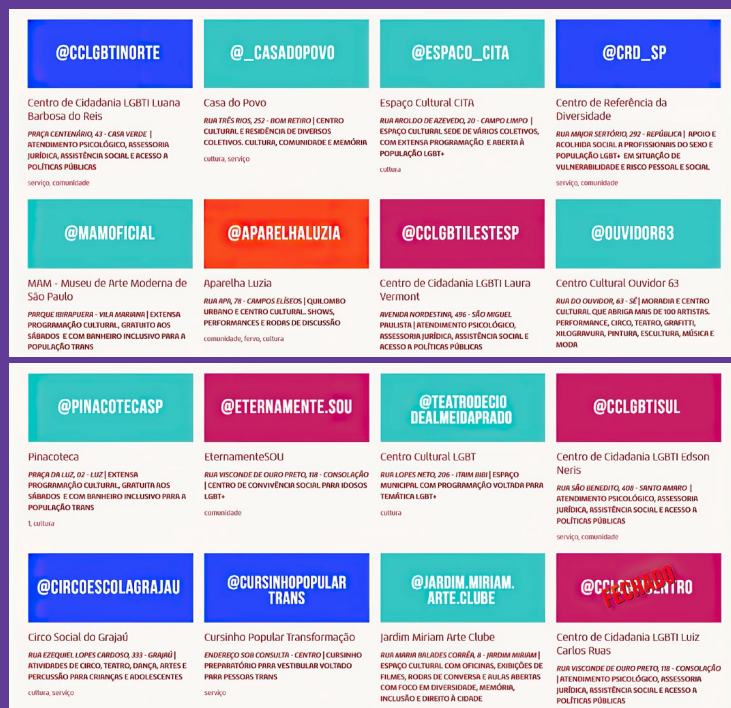 @CCLGBTINORTE
Centro de Cidadania LGBTI Luana
Barbosa do Reis
PRAÇA CENTENÁRIO, 43 - CASA VERDE |
ATENDIMENTO PSICOLÓGICO, ASSESSORIA
JURÍDICA, ASSISTÊNCIA SOCIAL E ACESSO A
POLÍTICAS PÚBLICAS
serviço, comunidade
@_CASADOPOVO
Casa do Povo
RUA TRÊS RIOS, 252 - BOM RETIRO | CENTRO
CULTURAL E RESIDÊNCIA DE DIVERSOS
COLETIVOS. CULTURA, COMUNIDADE E MEMÓRIA
cultura, serviço
@ESPACO_CITA
Espaço Cultural CITA
RUA AROLDO DE AZEVEDO, 20 - CAMPO LIMPO |
ESPAÇO CULTURAL SEDE DE VÁRIOS COLETIVOS,
COM EXTENSA PROGRAMAÇÃO E ABERTA À
POPULAÇÃO LGBT+
cultura
@CRD_SP
Centro de Referência da
Diversidade
RUA MAJOR SERTÓRIO, 292 - REPÚBLICA | APOIO E
ACOLHIDA SOCIAL A PROFISSIONAIS DO SEXO E
POPULAÇÃO LGBT+ EM SITUAÇÃO DE
VULNERABILIDADE E RISCO PESSOAL E SOCIAL
serviço, comunidade
@MAMOFICIAL
MAM - Museu de Arte Moderna de
São Paulo
PARQUE IBIRAPUERA - VILA MARIANA | EXTENSA
PROGRAMAÇÃO CULTURAL, GRATUITO AOS
SÁBADOS E COM BANHEIRO INCLUSIVO PARA A
POPULAÇÃO TRANS
@APARELHALUZIA
Aparelha Luzia
RUA APA, 78 - CAMPOS ELÍSEOS | QUILOMBO
URBANO E CENTRO CULTURAL. SHOWS,
PERFORMANCES E RODAS DE DISCUSSÃO
comunidade, fervo, cultura
@CCLGBTILESTESP
Centro de Cidadania LGBTI Laura
Vermont
AVENIDA NORDESTINA, 496 - SÃO MIGUEL
PAULISTA | ATENDIMENTO PSICOLÓGICO,
ASSESSORIA JURÍDICA, ASSISTÊNCIA SOCIAL E
ACESSO A POLÍTICAS PÚBLICAS
@OUVIDOR63
Centro Cultural Ouvidor 63
RUA DO OUVIDOR, 63 - SÉ | MORADIA E CENTRO
CULTURAL QUE ABRIGA MAIS DE 100 ARTISTAS.
PERFORMANCE, CIRCO, TEATRO, GRAFITTI,
XILOGRAVURA, PINTURA, ESCULTURA, MÚSICA E
MODA
@PINACOTECASP
Pinacoteca
PRAÇA DA LUZ, 02 - LUZ | EXTENSA
PROGRAMAÇÃO CULTURAL, GRATUITA AOS
SÁBADOS E COM BANHEIRO INCLUSIVO PARA A
POPULAÇÃO TRANS
1, cultura
@ETERNAMENTE.SOU
EternamenteSOU
RUA VISCONDE DE OURO PRETO, 118 - CONSOLAÇÃO
| CENTRO DE CONVIVÊNCIA SOCIAL PARA IDOSOS
LGBT+
comunidade
@TEATRODECIO
DEALMEIDAPRADO
Centro Cultural LGBT
RUA LOPES NETO, 206 - ITAIM BIBI | ESPAÇO
MUNICIPAL COM PROGRAMAÇÃO VOLTADA PARA
TEMÁTICA LGBT+
cultura
@CCLGBTISUL
Centro de Cidadania LGBTI Edson
Neris
RUA SÃO BENEDITO, 408 - SANTO AMARO |
ATENDIMENTO PSICOLÓGICO, ASSESSORIA
JURÍDICA, ASSISTÊNCIA SOCIAL E ACESSO A
POLÍTICAS PÚBLICAS
serviço, comunidade
@CIRCOESCOLAGRAJAU
Circo Social do Grajaú
RUA EZEQUIEL LOPES CARDOSO, 333 - GRAJAÚ |
ATIVIDADES DE CIRCO, TEATRO, DANÇA, ARTES E
PERCUSSÃO PARA CRIANÇAS E ADOLESCENTES
cultura, serviço
@CURSINHOPOPULAR
TRANS
Cursinho Popular Transformação
ENDEREÇO SOB CONSULTA - CENTRO | CURSINHO
PREPARATÓRIO PARA VESTIBULAR VOLTADO
PARA PESSOAS TRANS
serviço
@JARDIM.MIRIAM.
ARTE.CLUBE
Jardim Miriam Arte Clube
RUA MARIA BALADES CORRÊA, 8 - JARDIM MIRIAM |
ESPAÇO CULTURAL COM OFICINAS, EXIBIÇÕES DE
FILMES, RODAS DE CONVERSA E AULAS ABERTAS
COM FOCO EM DIVERSIDADE, MEMÓRIA,
INCLUSÃO E DIREITO À CIDADE
FECHADO
Centro de Cidadania LGBTI Luiz
Carlos Ruas
RUA VISCONDE DE OURO PRETO, 118 - CONSOLAÇÃO
| ATENDIMENTO PSICOLÓGICO, ASSESSORIA
JURÍDICA, ASSISTÊNCIA SOCIAL E ACESSO A
POLÍTICAS PÚBLICAS